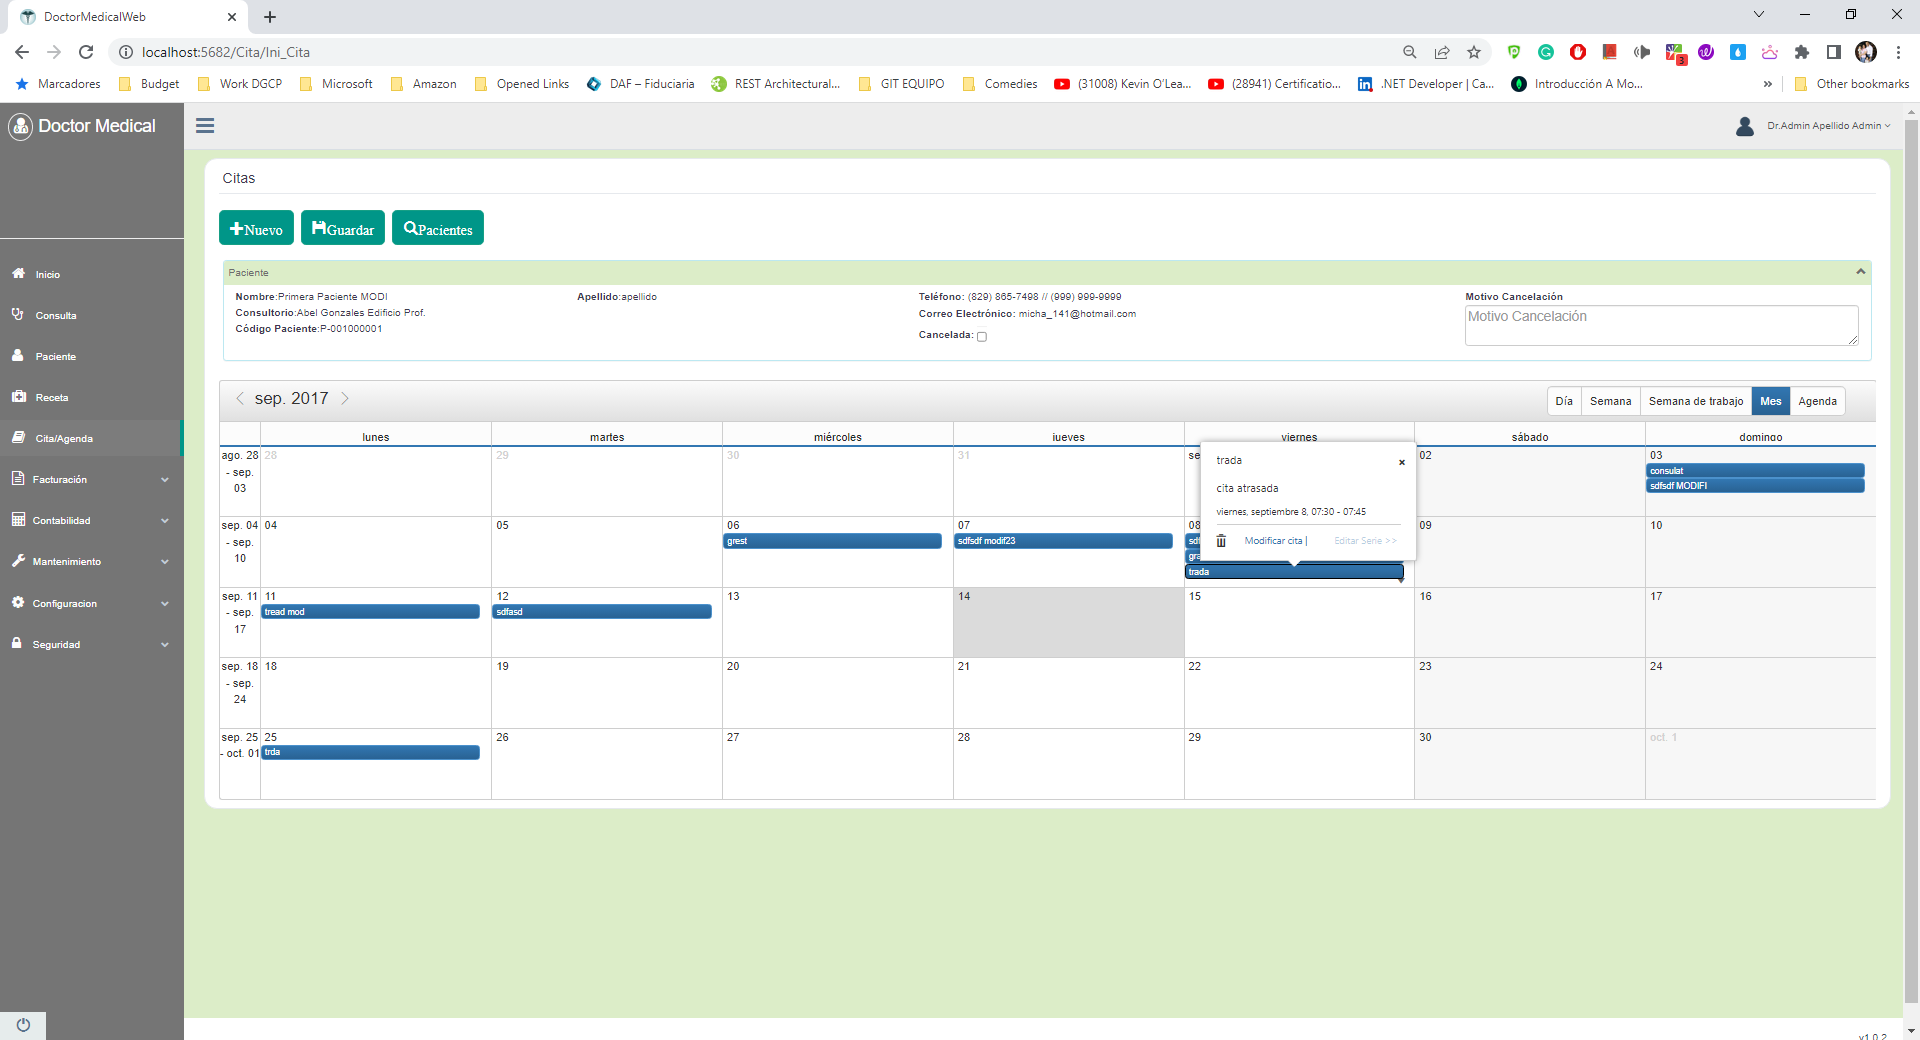 DoctorMedicalWeb
localhost:5682/Cita/Ini_Cita
3
Marcadores
Budget
Work DGCP
Microsoft
Amazon
Opened Links
DAF – Fiduciaria
REST Architectural...
GIT EQUIPO
Comedies
(31008) Kevin O'Lea...
(28941) Certificatio...
.NET Developer | Ca...
Introducción A Mo...
»
Other bookmarks
Doctor Medical
Dr.Admin Apellido Admin
Inicio
Consulta
Paciente
Receta
Cita/Agenda
Facturación
Contabilidad
Mantenimiento
Configuracion
Seguridad
Citas
Nuevo
Guardar
Pacientes
Paciente
Nombre:Primera Paciente MODI
Consultorio:Abel Gonzales Edificio Prof.
Código Paciente:P-001000001
Apellido:apellido
Teléfono: (829) 865-7498 // (999) 999-9999
Correo Electrónico: micha_141@hotmail.com
Cancelada:
Motivo Cancelación
Motivo Cancelación
sep. 2017
Día
Semana
Semana de trabajo
Mes
Agenda
lunes
martes
miércoles
jueves
viernes
sábado
domingo
ago. 28
- sep.
03
28
29
30
31
se
02
03
consulat
sdfsdf MODIFI
trada
cita atrasada
viernes, septiembre 8, 07:30 - 07:45
Modificar cita |
Editar Serie >>
sep. 04
- sep.
10
04
05
06
grest
07
sdfsdf modif23
08
sdf
gre
trada
09
10
sep. 11
- sep.
17
11
tread mod
12
sdfasd
13
14
15
16
17
sep. 18
- sep.
24
18
19
20
21
22
23
24
sep. 25
- oct. 01
25
trda
26
27
28
29
30
oct. 1
v1.0.2